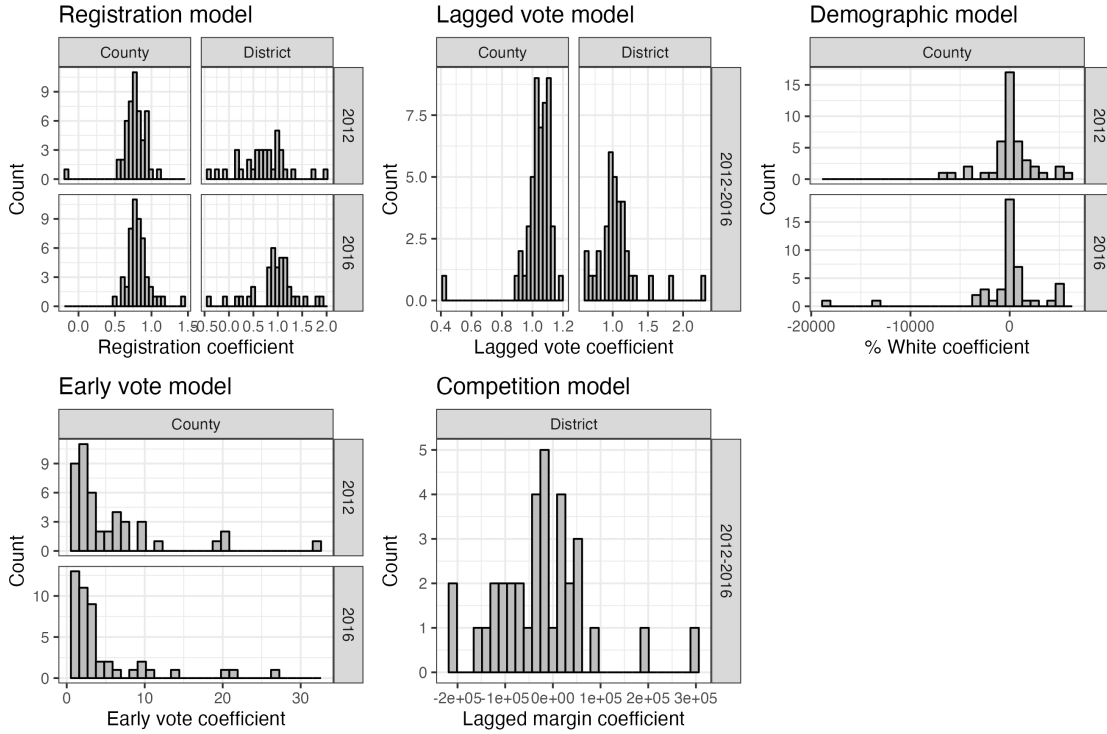 Registration model
County District
Count
9
6
3
0
2012
9
6
3
0
2016
0.0 0.5 1.0 1.5
-0.50.0 0.5 1.0 1.5 2.0
Registration coefficient
Lagged vote model
County District
Count
7.5
5.0
2.5
0.0
2012-2016
0.4 0.6 0.8 1.0 1.2
1.0 1.5 2.0
Lagged vote coefficient
Demographic model
County
Count
15
10
5
0
2012
15
10
5
0
2016
-20000 -10000 0
% White coefficient
Early vote model
County
Count
9
6
3
0
2012
10
5
0
2016
0 10 20 30
Early vote coefficient
Competition model
District
Count
5
4
3
2
1
0
2012-2016
-2e+05 -1e+05 0e+00 1e+05 2e+05 3e+05
Lagged margin coefficient